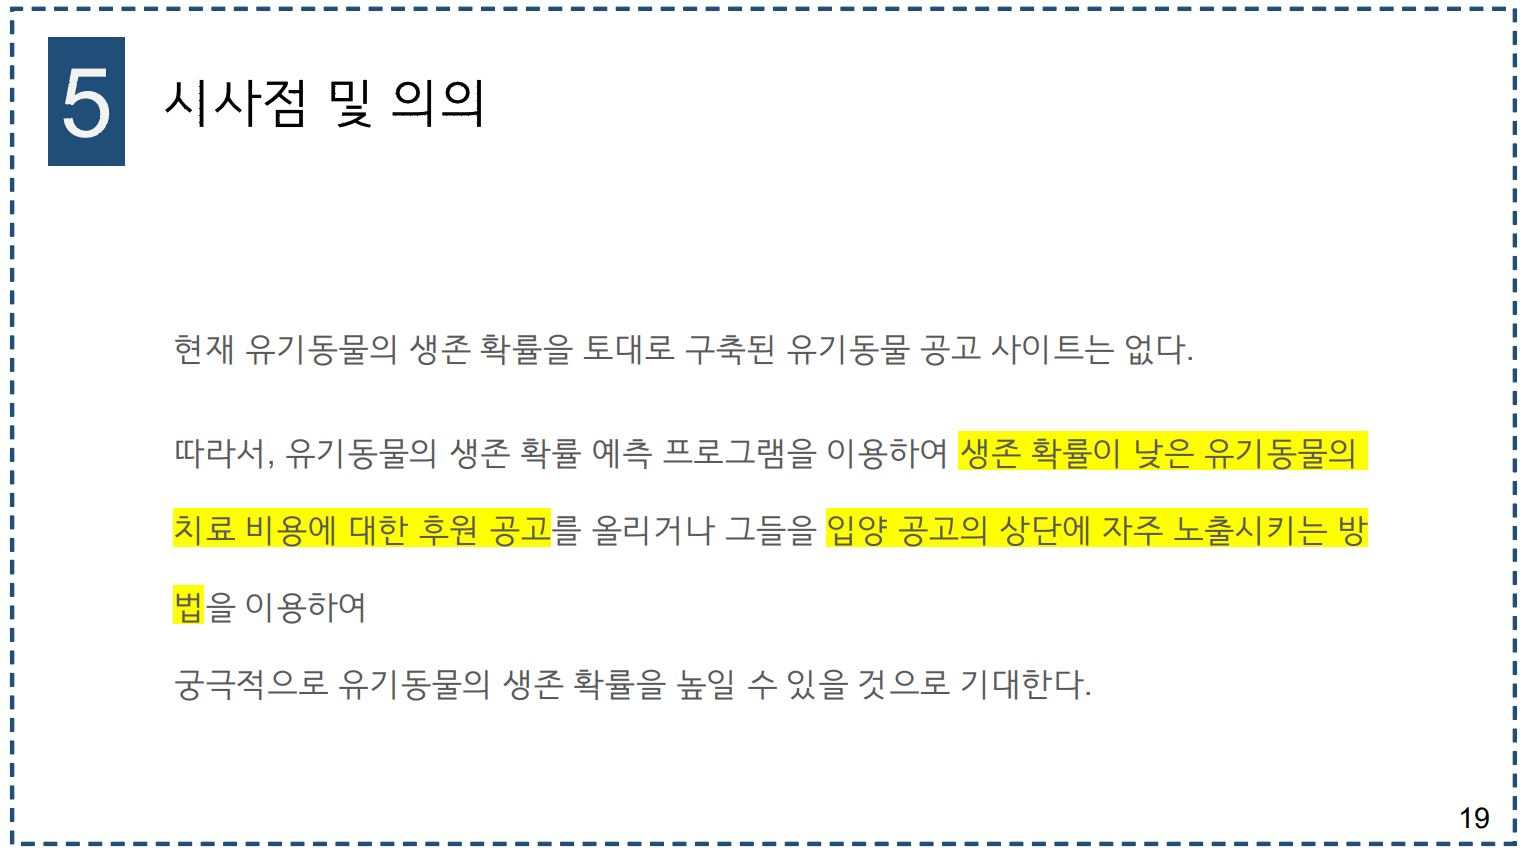 5
시사점 및 의의
현재 유기동물의 생존 확률을 토대로 구축된 유기동물 공고 사이트는 없다.
따라서, 유기동물의 생존 확률 예측 프로그램을 이용하여 생존 확률이 낮은 유기동물의
치료 비용에 대한 후원 공고를 올리거나 그들을 입양 공고의 상단에 자주 노출시키는 방
법을 이용하여
궁극적으로 유기동물의 생존 확률을 높일 수 있을 것으로 기대한다.
19